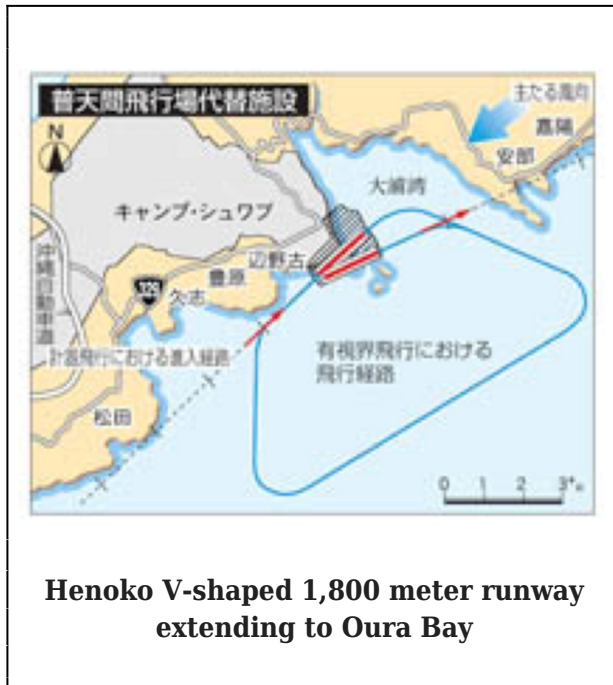 普天間飛行場代替施設
主たる風向
嘉陽
安部
N
大浦湾
キャンプ・シュワブ
辺野古
豊原
329
久志
沖縄自動車道
計器飛行における進入経路
有視界飛行における
飛行経路
松田
0 1 2 3
Henoko V-shaped 1,800 meter runway
extending to Oura Bay